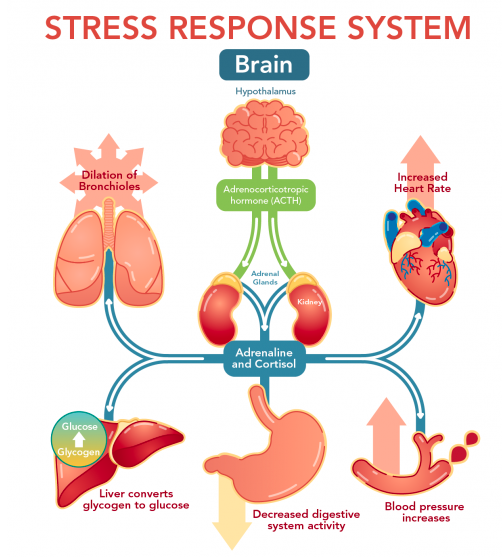 STRESS RESPONSE SYSTEM
Brain
Hypothalamus
Dilation of
Bronchioles
Adrenocorticotropic
hormone (ACTH)
Increased
Heart Rate
Adrenal
Glands
Kidney
Adrenaline
and Cortisol
Glucose
Glycogen
Liver converts
glycogen to glucose
Decreased digestive
system activity
Blood pressure
increases